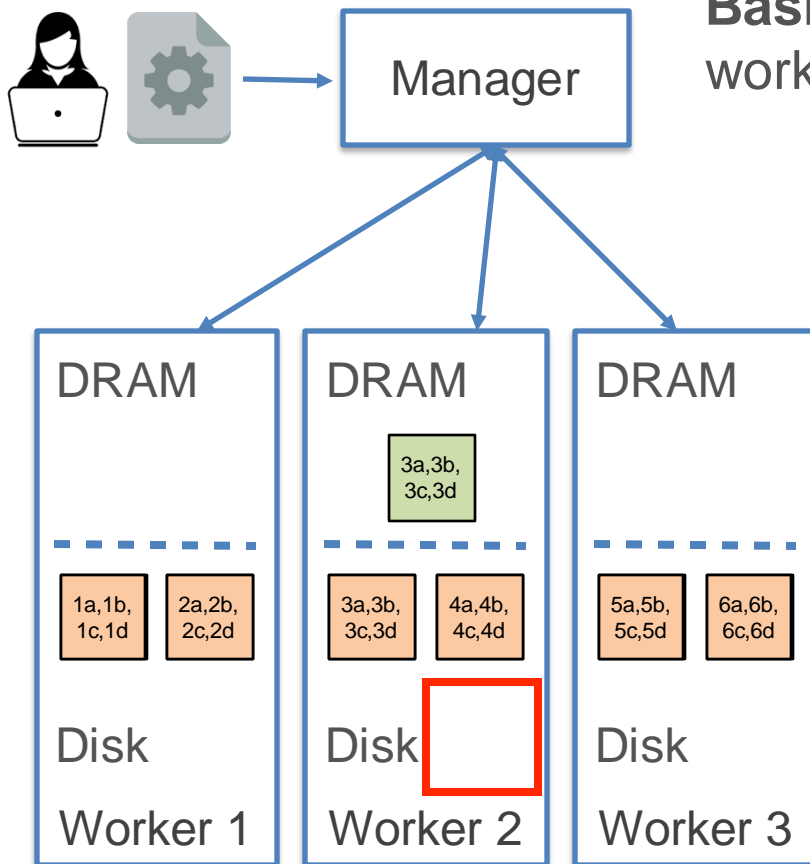 Manager
DRAM
DRAM
DRAM
3a,3b,
3c,3d
1a,1b,
1c,1d
2a,2b,
2c,2d
3a,3b,
3c,3d
4a,4b,
4c,4d
5a,5b,
5c,5d
6a,6b,
6c,6d
Disk
Disk
Disk
Worker 1
Worker 2
Worker 3